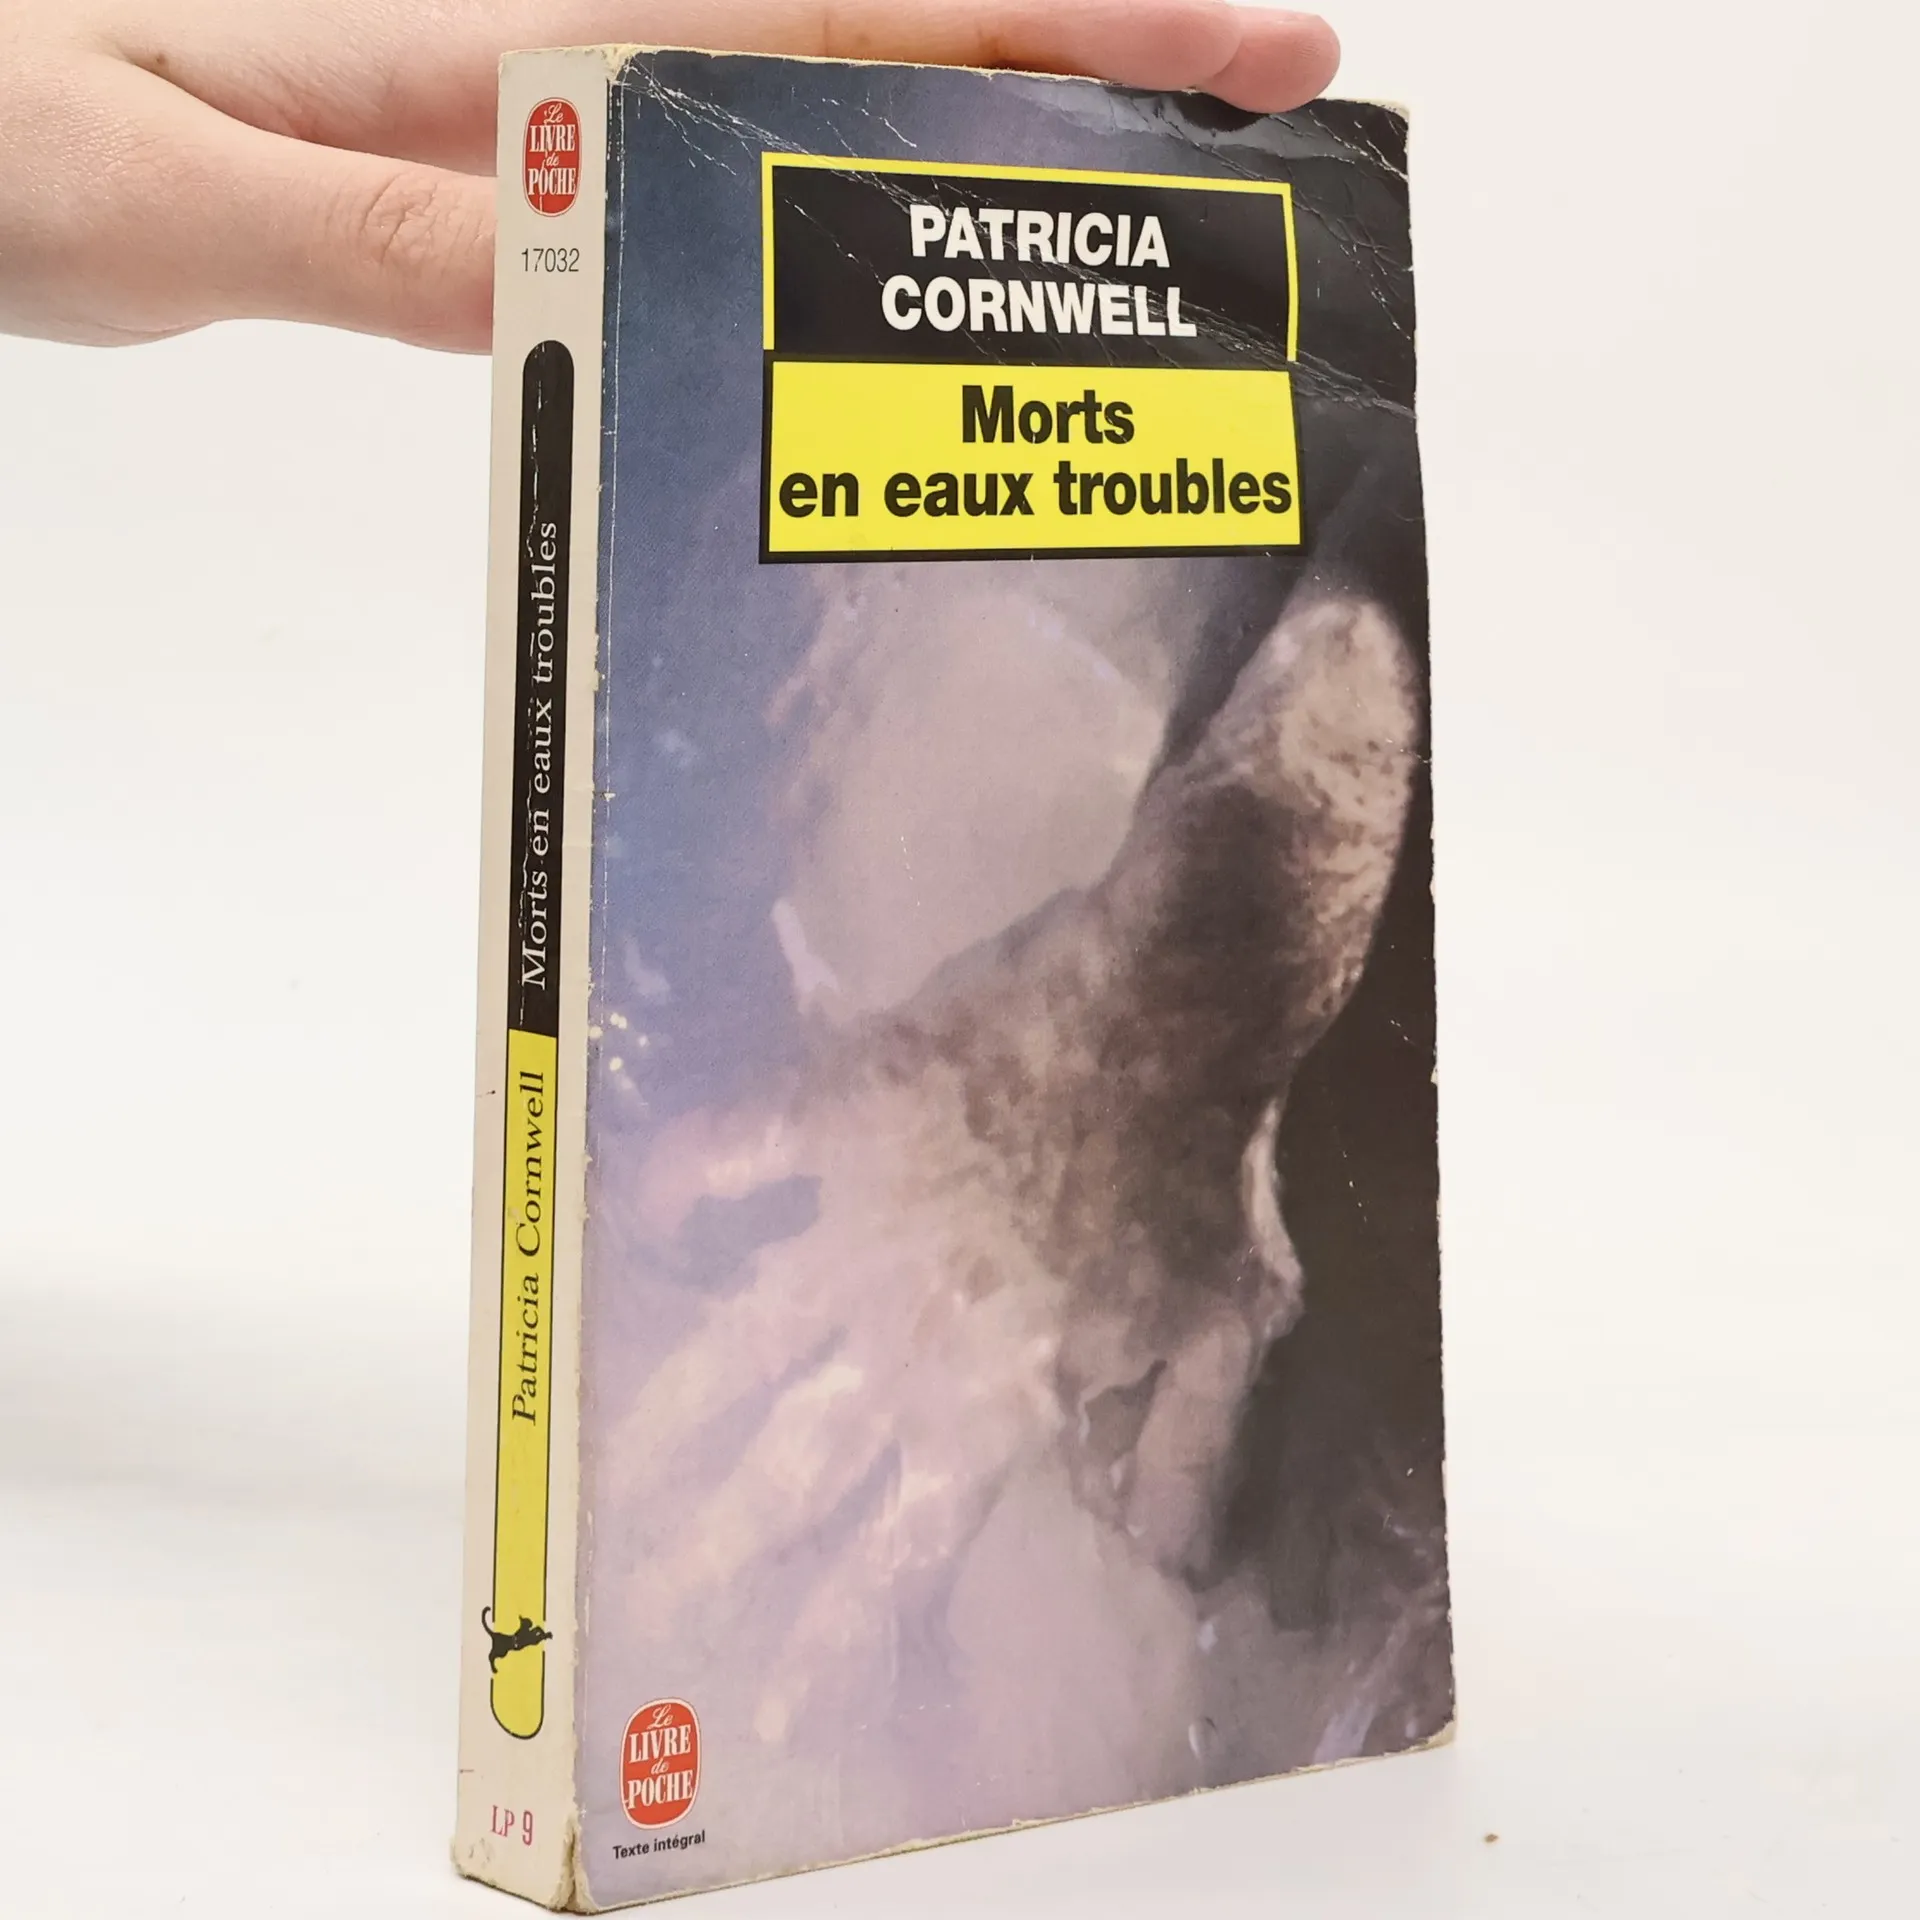 Le
LIVRE
de
POCHE
17032
Morts en eaux troubles
Patricia Cornwell
LP 9
PATRICIA
CORNWELL
Morts
en eaux troubles
Le
LIVRE
de
POCHE
Texte intégral